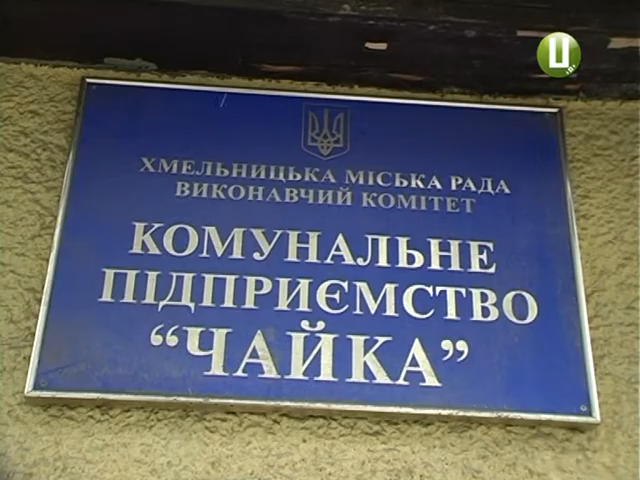 Ц
ХМЕЛЬНИЦЬКА МІСЬКА РАДА
ВИКОНАВЧИЙ КОМІТЕТ
КОМУНАЛЬНЕ
ПІДПРИЄМСТВО
“ЧАЙКА”